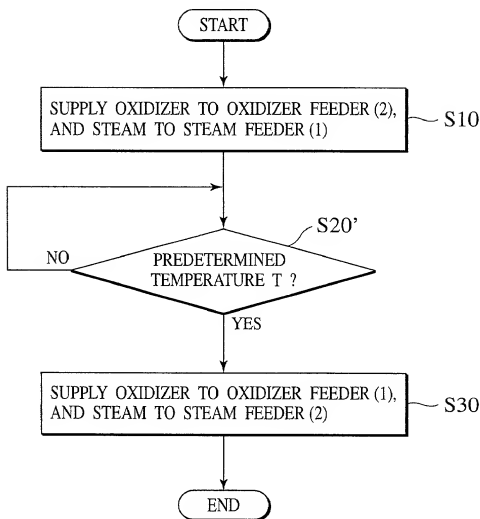 START
SUPPLY OXIDIZER TO OXIDIZER FEEDER (2),
AND STEAM TO STEAM FEEDER (1)
S10
S20'
NO
PREDETERMINED
TEMPERATURE T ?
YES
SUPPLY OXIDIZER TO OXIDIZER FEEDER (1),
AND STEAM TO STEAM FEEDER (2)
S30
END